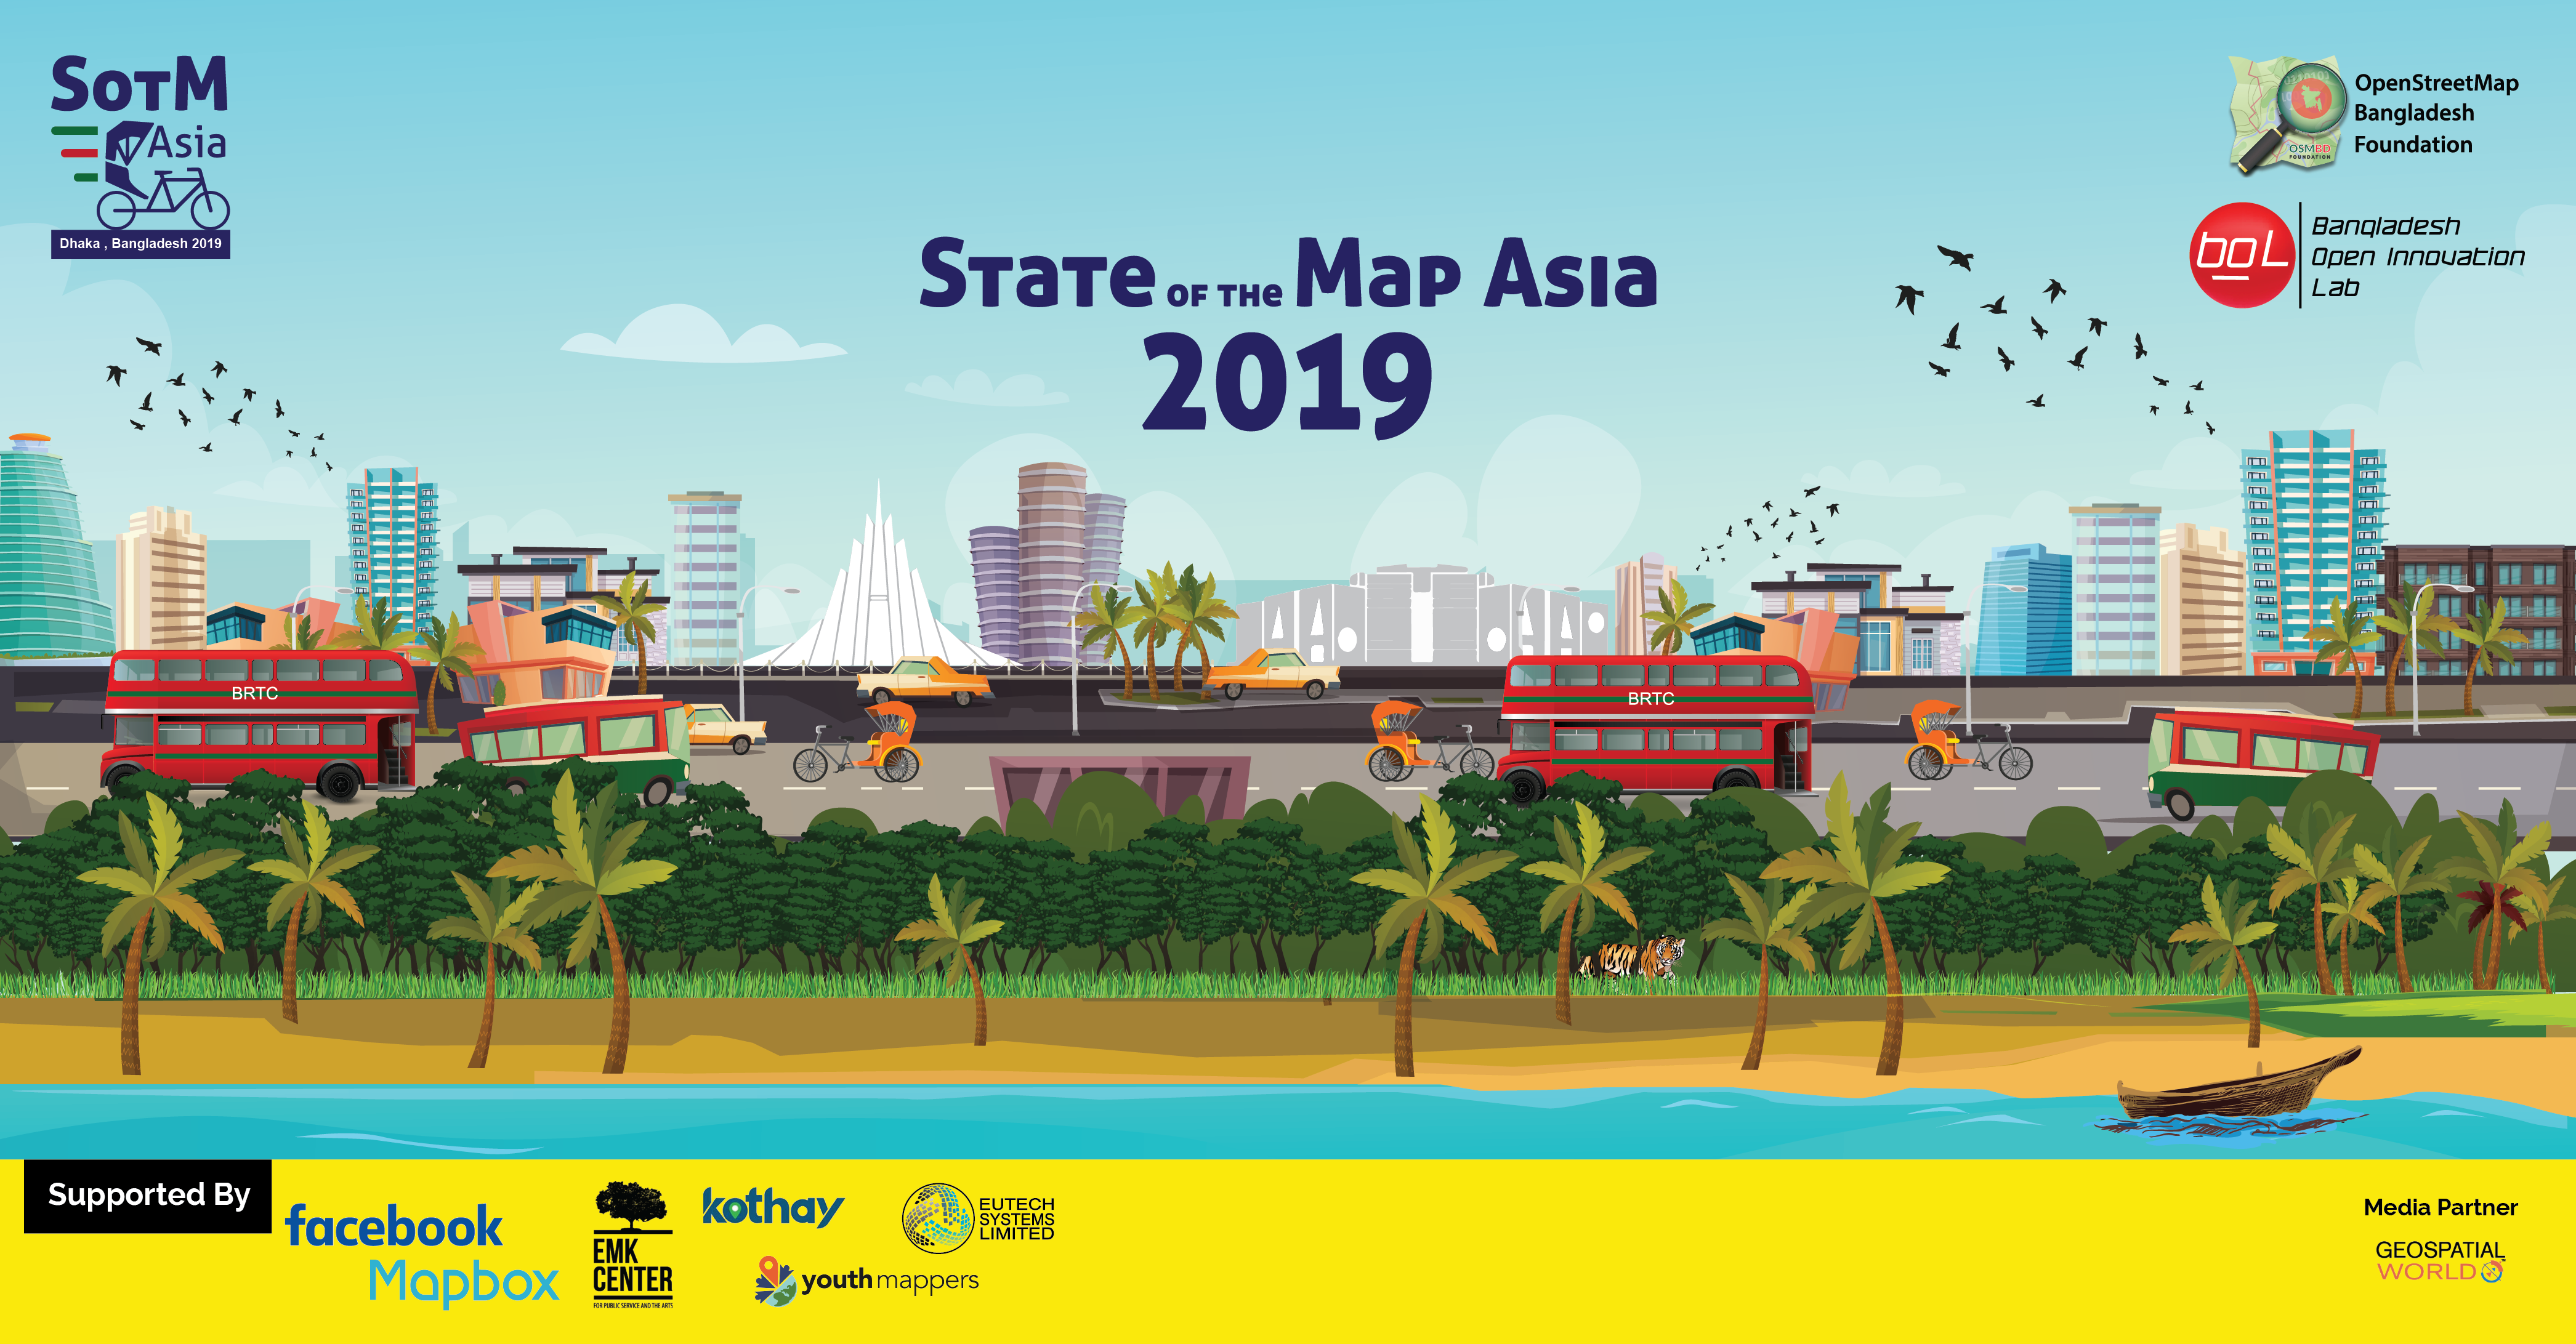 SotM
Asia
Dhaka , Bangladesh 2019
OpenStreetMap
Bangladesh
Foundation
OSMBD
FOUNDATION
boL
Bangladesh
Open Innovation
Lab
State of the Map Asia
2019
BRTC
BRTC
Supported By
facebook
Mapbox
EMK
CENTER
FOR PUBLIC SERVICE AND THE ARTS
kothay
youthmappers
EUTECH
SYSTEMS
LIMITED
Media Partner
GEOSPATIAL
WORLD